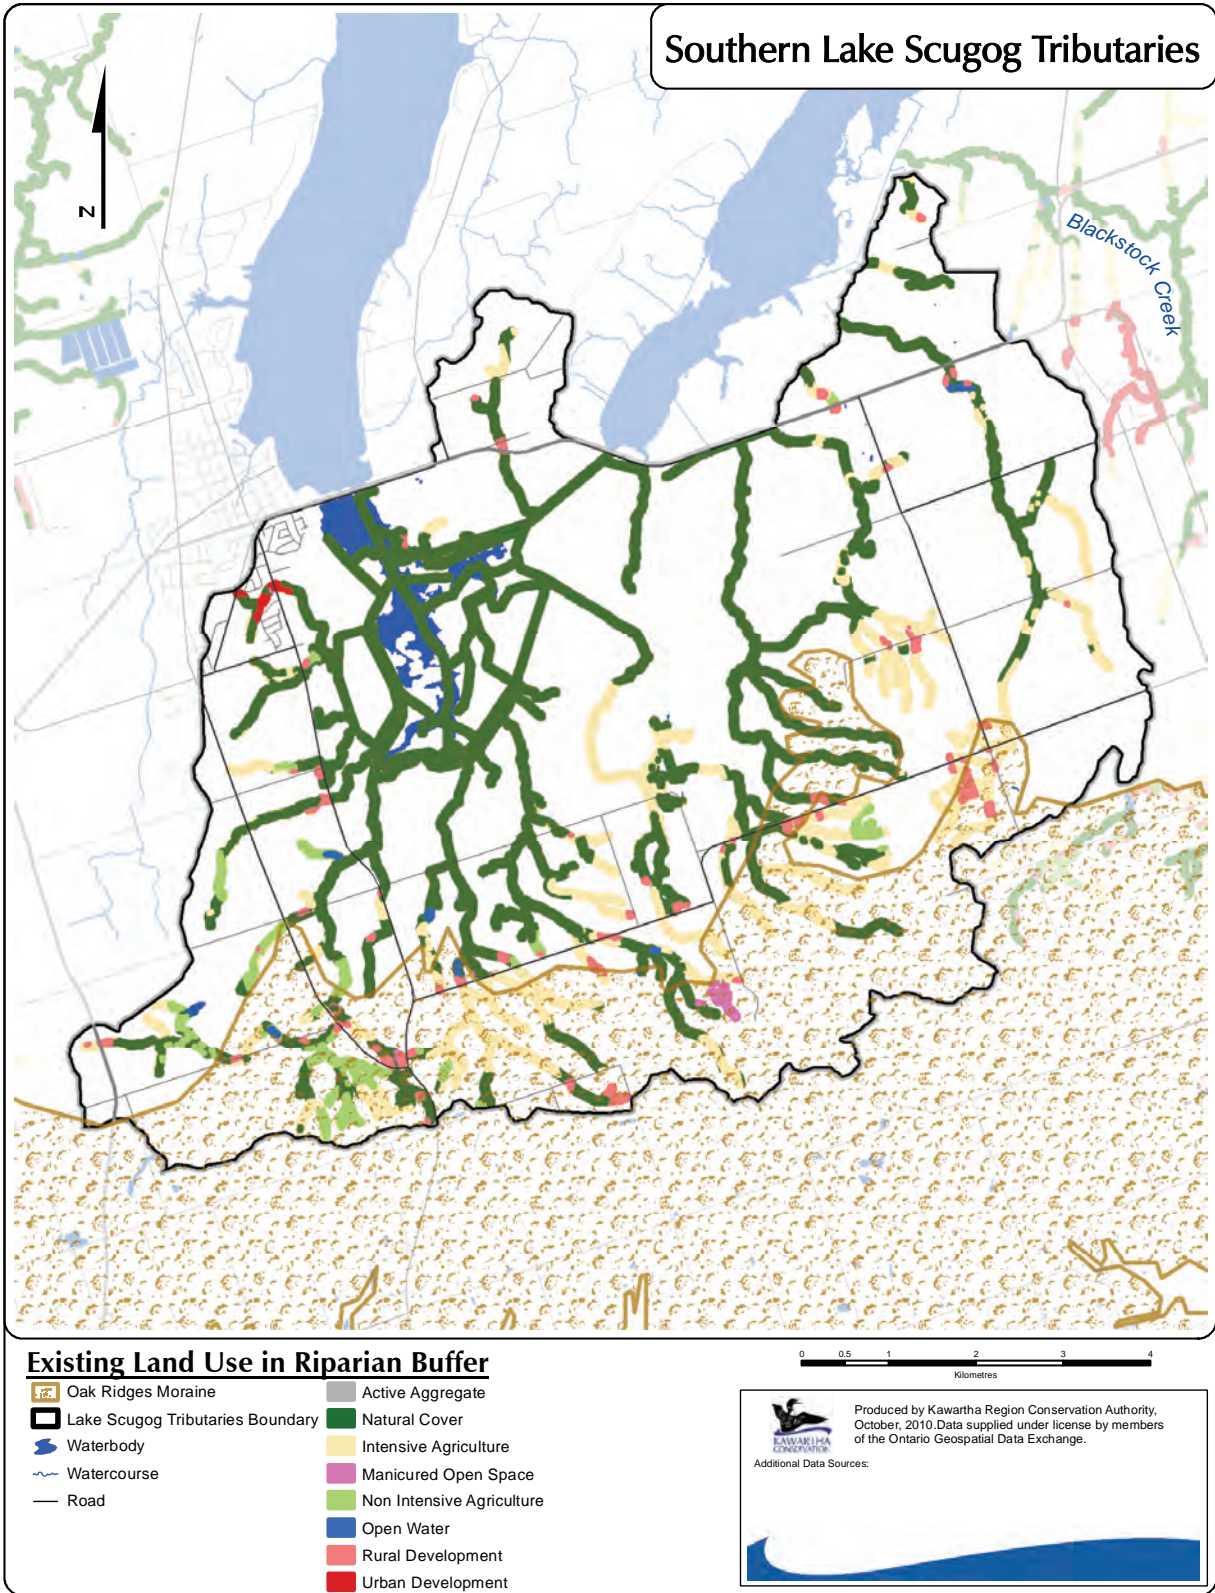 Southern Lake Scugog Tributaries
N
Blackstock Creek
Existing Land Use in Riparian Buffer
Oak Ridges Moraine
Lake Scugog Tributaries Boundary
Waterbody
Watercourse
Road
Active Aggregate
Natural Cover
Intensive Agriculture
Manicured Open Space
Non Intensive Agriculture
Open Water
Rural Development
Urban Development
0 0.5 1 2 3 4
Kilometres
KAWARTHA
CONSERVATION
Produced by Kawartha Region Conservation Authority,
October, 2010.Data supplied under license by members
of the Ontario Geospatial Data Exchange.
Additional Data Sources: